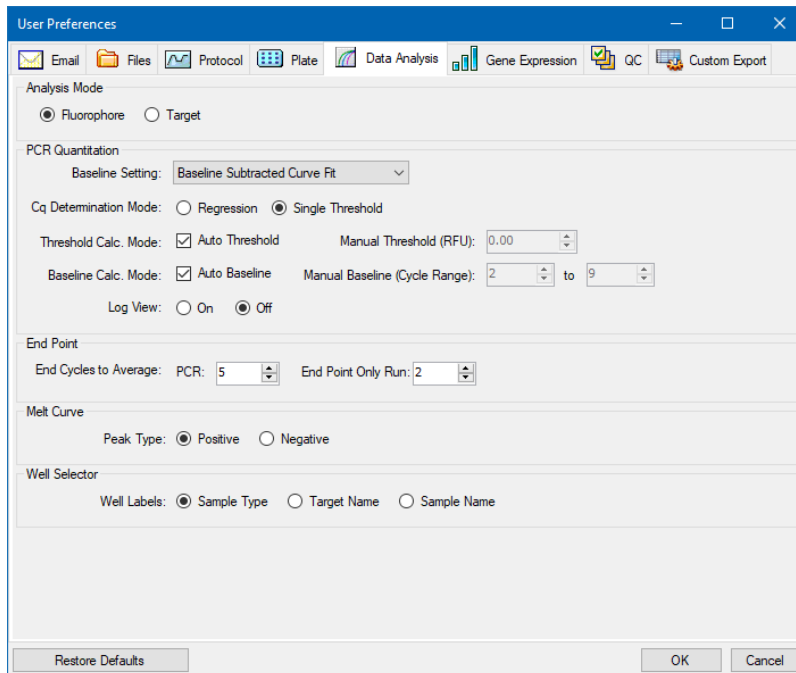 User Preferences
Email Files Protocol Plate Data Analysis Gene Expression QC Custom Export
Analysis Mode
Fluorophore Target
PCR Quantitation
Baseline Setting: Baseline Subtracted Curve Fit
Cq Determination Mode: Regression Single Threshold
Threshold Calc. Mode: Auto Threshold Manual Threshold (RFU): 0.00
Baseline Calc. Mode: Auto Baseline Manual Baseline (Cycle Range): 2 to 9
Log View: On Off
End Point
End Cycles to Average: PCR: 5 End Point Only Run: 2
Melt Curve
Peak Type: Positive Negative
Well Selector
Well Labels: Sample Type Target Name Sample Name
Restore Defaults OK Cancel